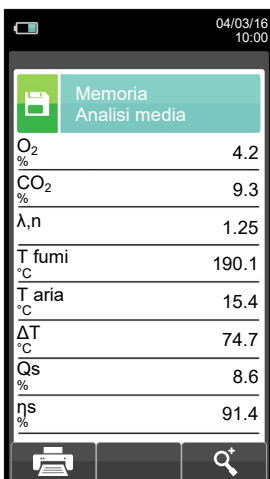 04/03/16
10:00
Memoria
Analisi media
O₂
%
4.2
CO₂
%
9.3
λ,n
1.25
T fumi
°C
190.1
T aria
°C
15.4
ΔT
°C
74.7
Qs
%
8.6
ηs
%
91.4